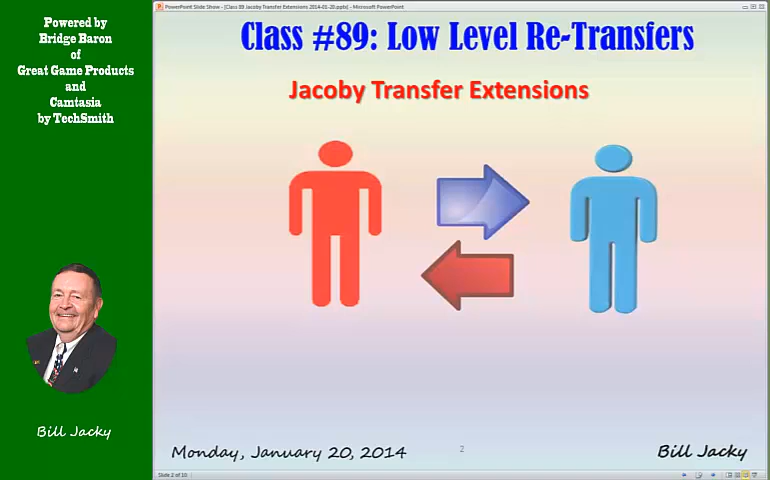 PowerPoint Slide Show - [Class 89 Jacoby Transfer Extensions 2014-01-20.pptx] - Microsoft PowerPoint
Powered by
Bridge Baron
of
Great Game Products
and
Camtasia
by TechSmith
Class #89: Low Level Re-Transfers
Jacoby Transfer Extensions
Bill Jacky
Monday, January 20, 2014
2
Bill Jacky
Slide 2 of 10